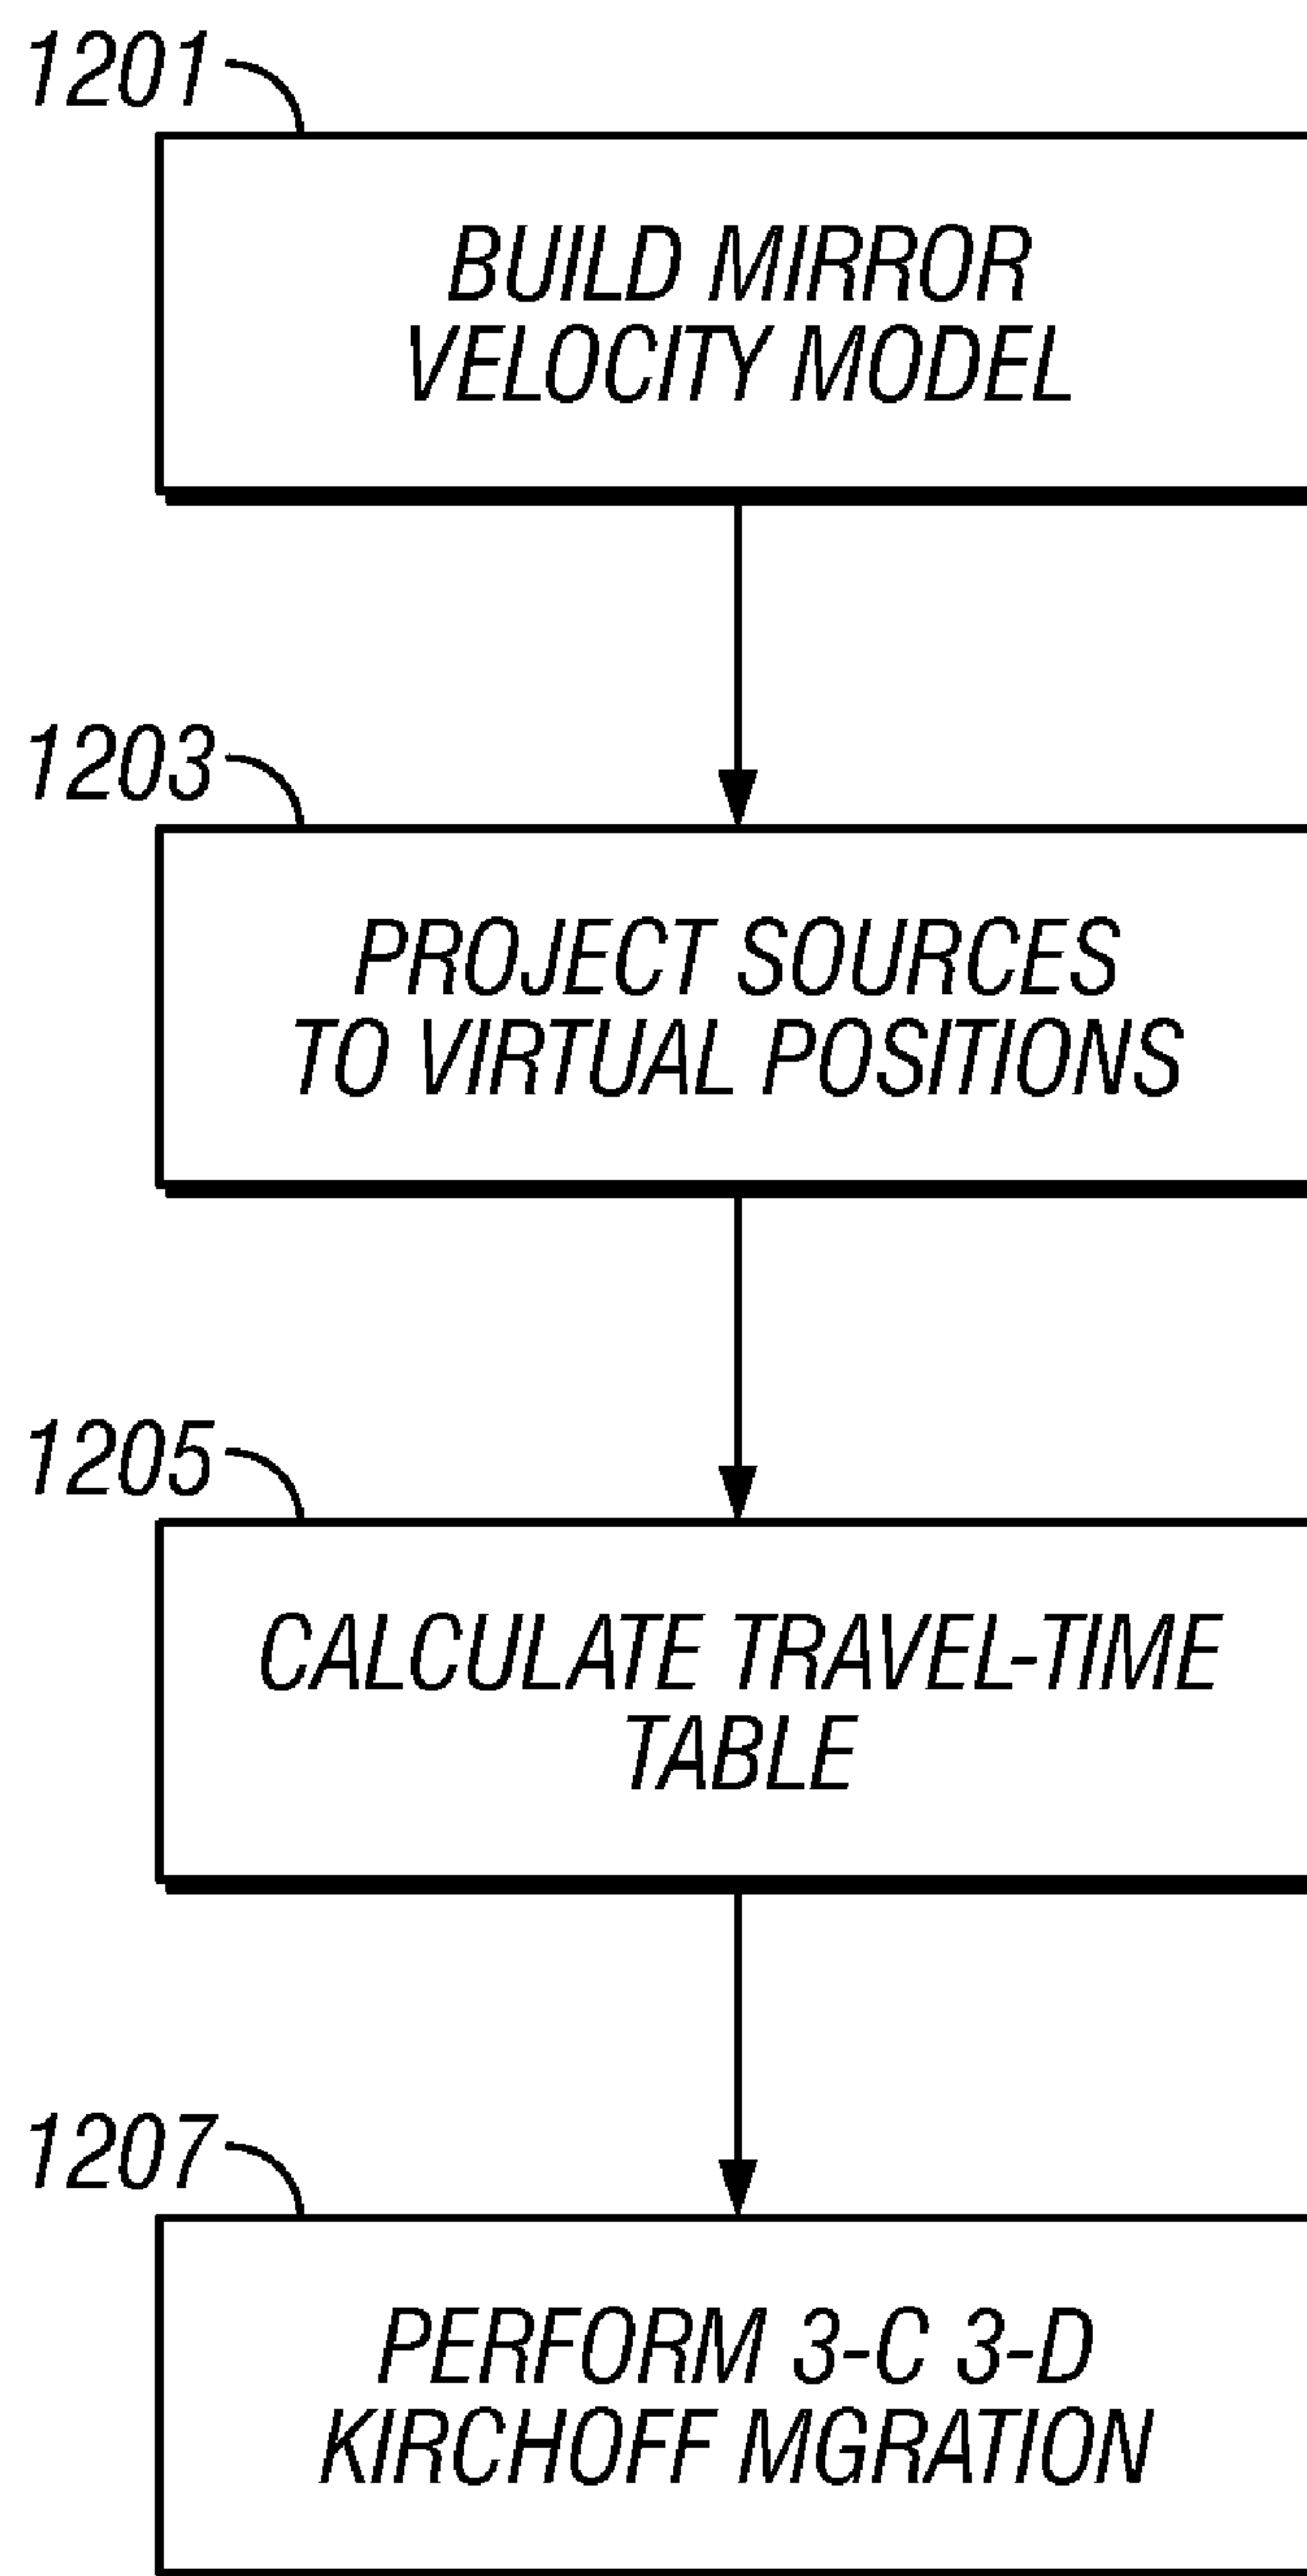 1201
BUILD MIRROR
VELOCITY MODEL
1203
PROJECT SOURCES
TO VIRTUAL POSITIONS
1205
CALCULATE TRAVEL-TIME
TABLE
1207
PERFORM 3-C 3-D
KIRCHOFF MGRATION